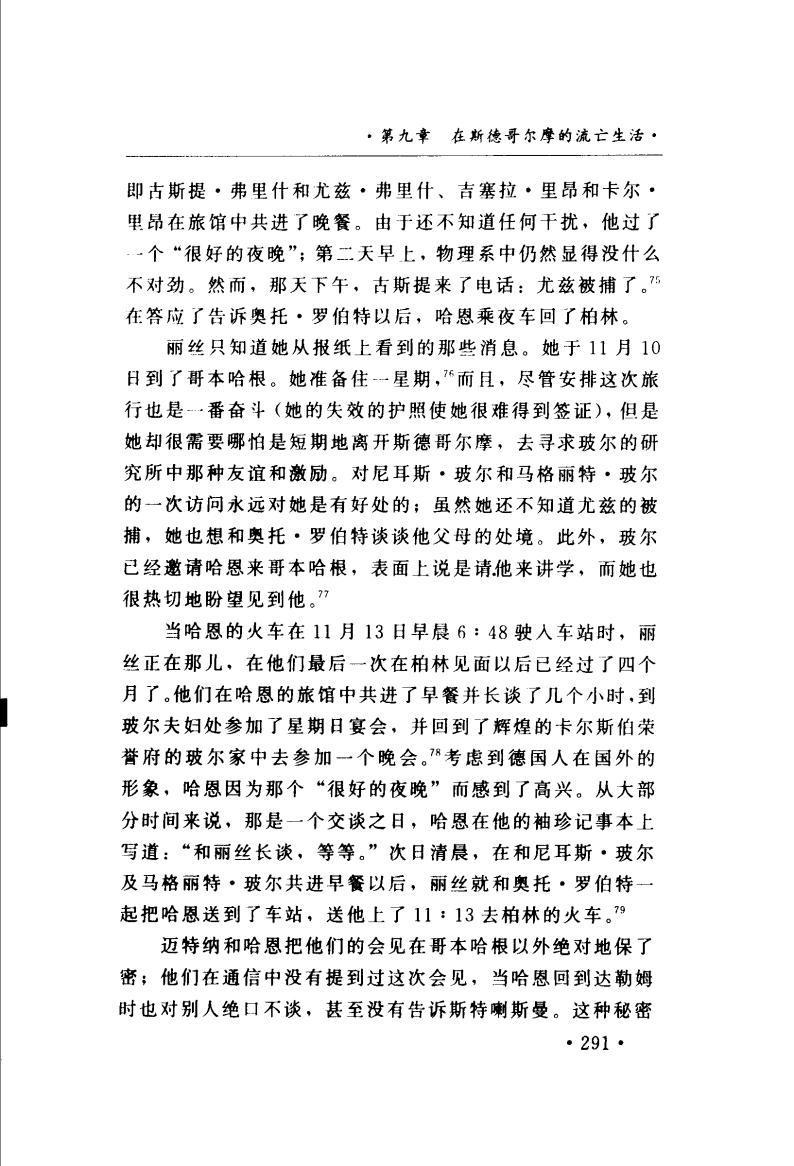 ·第九章 在斯德哥尔摩的流亡生活·
即古斯提·弗里什和尤兹·弗里什、吉塞拉·里昂和卡尔·
里昂在旅馆中共进了晚餐。由于还不知道任何干扰，他过了
一个“很好的夜晚”；第二天早上，物理系中仍然显得没什么
不对劲。然而，那天下午，古斯提来了电话：尤兹被捕了。75
在答应了告诉奥托·罗伯特以后，哈恩乘夜车回了柏林。
丽丝只知道她从报纸上看到的那些消息。她于 11 月 10
日到了哥本哈根。她准备住一星期，76而且，尽管安排这次旅
行也是一番奋斗（她的失效的护照使她很难得到签证），但是
她却很需要哪怕是短期地离开斯德哥尔摩，去寻求玻尔的研
究所中那种友谊和激励。对尼耳斯·玻尔和马格丽特·玻尔
的一次访问永远对她是有好处的；虽然她还不知道尤兹的被
捕，她也想和奥托·罗伯特谈谈他父母的处境。此外，玻尔
已经邀请哈恩来哥本哈根，表面上说是请他来讲学，而她也
很热切地盼望见到他。77
当哈恩的火车在 11 月 13 日早晨 6：48 驶入车站时，丽
丝正在那儿，在他们最后一次在柏林见面以后已经过了四个
月了。他们在哈恩的旅馆中共进了早餐并长谈了几个小时，到
玻尔夫妇处参加了星期日宴会，并回到了辉煌的卡尔斯伯荣
誉府的玻尔家中去参加一个晚会。78考虑到德国人在国外的
形象，哈恩因为那个“很好的夜晚”而感到了高兴。从大部
分时间来说，那是一个交谈之日，哈恩在他的袖珍记事本上
写道：“和丽丝长谈，等等。”次日清晨，在和尼耳斯·玻尔
及马格丽特·玻尔共进早餐以后，丽丝就和奥托·罗伯特一
起把哈恩送到了车站，送他上了 11：13 去柏林的火车。79
迈特纳和哈恩把他们的会见在哥本哈根以外绝对地保了
密；他们在通信中没有提到过这次会见，当哈恩回到达勒姆
时也对别人绝口不谈，甚至没有告诉斯特喇斯曼。这种秘密
·291·